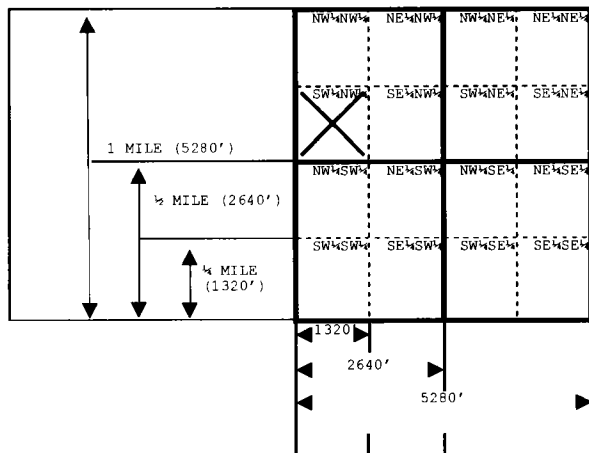 NW¼NW¼ NE¼NW¼ NW¼NE¼ NE¼NE¼
SW¼NW¼ SE¼NW¼ SW¼NE¼ SE¼NE¼
1 MILE (5280')
NW¼SW¼ NE¼SW¼ NW¼SE¼ NE¼SE¼
½ MILE (2640')
SW¼SW¼ SE¼SW¼ SW¼SE¼ SE¼SE¼
¼ MILE
(1320')
1320
2640'
5280'